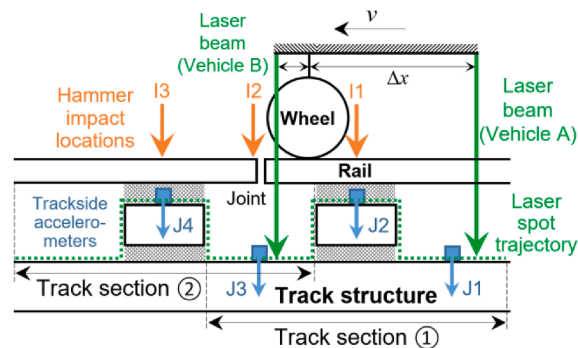 Laser
beam
(Vehicle B)
v
Δx
Hammer
impact
locations
I3
I2
I1
Wheel
Laser
beam
(Vehicle A)
Rail
Joint
Trackside
accelero-
meters
J4
J2
Laser
spot
trajectory
Track section ②
J3
Track structure
J1
Track section ①